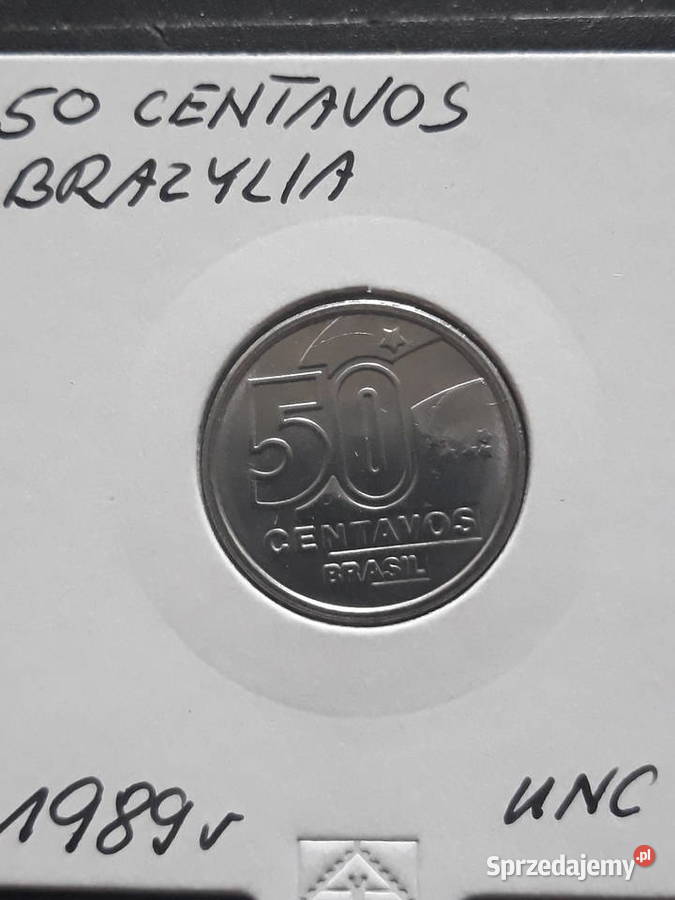 50 CENTAVOS
BRAZYLIA
50
CENTAVOS
BRASIL
1989r
UNC
Sprzedajemy.pl